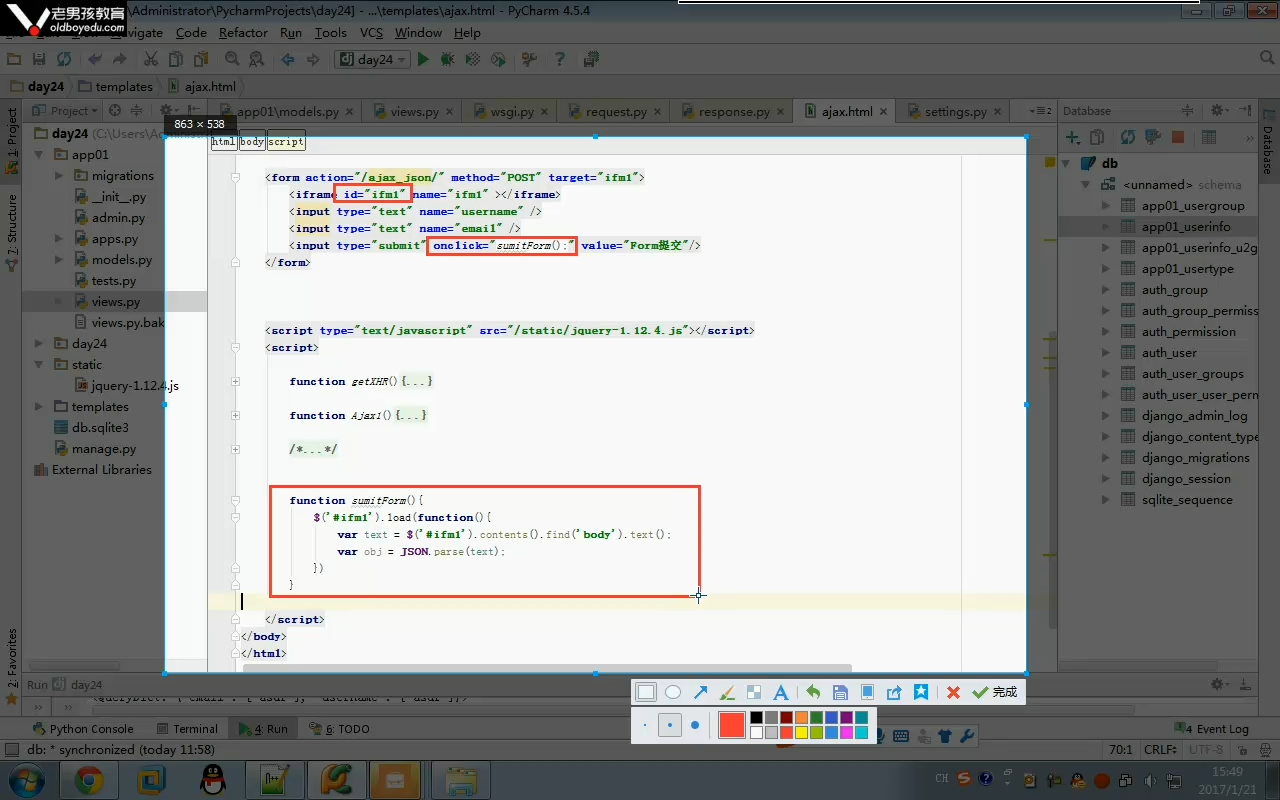 老男孩教育
oldboyedu.com
\Administrator\PycharmProjects\day24] - ...\templates\ajax.html - PyCharm 4.5.4
Navigate Code Refactor Run Tools VCS Window Help
day24
day24 templates ajax.html
Project app01\models.py views.py wsgi.py request.py response.py ajax.html settings.py Database
863 × 538
1: Project
7: Structure
2: Favorites
Database
day24 (C:\Users\Administ
app01
migrations
__init__.py
admin.py
apps.py
models.py
tests.py
views.py
views.py.bak
day24
static
jquery-1.12.4.js
templates
db.sqlite3
manage.py
External Libraries
html body script
<form action="/ajax_json/" method="POST" target="ifm1">
<iframe id="ifm1" name="ifm1" ></iframe>
<input type="text" name="username" />
<input type="text" name="email" />
<input type="submit" onclick="sumitForm();" value="Form提交"/>
</form>
<script type="text/javascript" src="/static/jquery-1.12.4.js"></script>
<script>
function getXHR(){...}
function Ajax1(){...}
/*...*/
function sumitForm(){
$('#ifm1').load(function(){
var text = $('#ifm1').contents().find('body').text();
var obj = JSON.parse(text);
})
}
</script>
</body>
</html>
db
<unnamed> schema
app01_usergroup
app01_userinfo
app01_userinfo_u2g
app01_usertype
auth_group
auth_group_permiss
auth_permission
auth_user
auth_user_groups
auth_user_user_perm
django_admin_log
django_content_type
django_migrations
django_session
sqlite_sequence
完成
Run day24
Python Console Terminal 4: Run 6: TODO 4 Event Log
db: * synchronized (today 11:58) 70:1 CRLF UTF-8
CH 15:49
2017/1/21